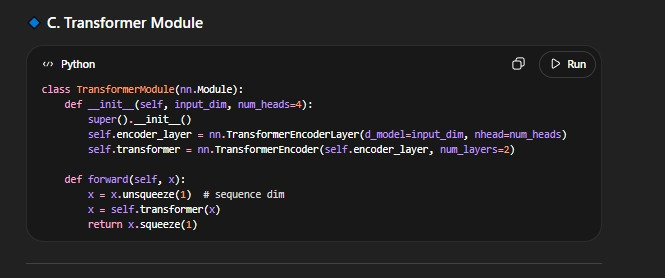 C. Transformer Module
Python
Run
class TransformerModule(nn.Module):
    def __init__(self, input_dim, num_heads=4):
        super().__init__()
        self.encoder_layer = nn.TransformerEncoderLayer(d_model=input_dim, nhead=num_heads)
        self.transformer = nn.TransformerEncoder(self.encoder_layer, num_layers=2)

    def forward(self, x):
        x = x.unsqueeze(1)  # sequence dim
        x = self.transformer(x)
        return x.squeeze(1)